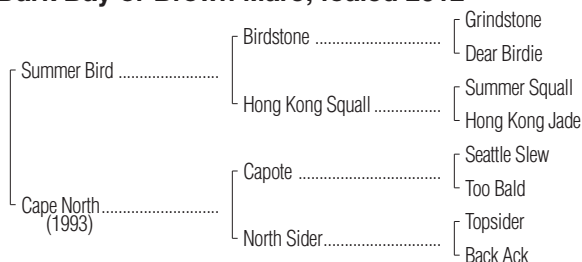 Dark Bay or Brown Mare; foaled 2012
Grindstone
Birdstone ................................
Dear Birdie
Summer Bird .........................
Summer Squall
Hong Kong Squall .................
Hong Kong Jade
Seattle Slew
Capote ....................................
Too Bald
Cape North.............................
(1993)
Topsider
North Sider.............................
Back Ack